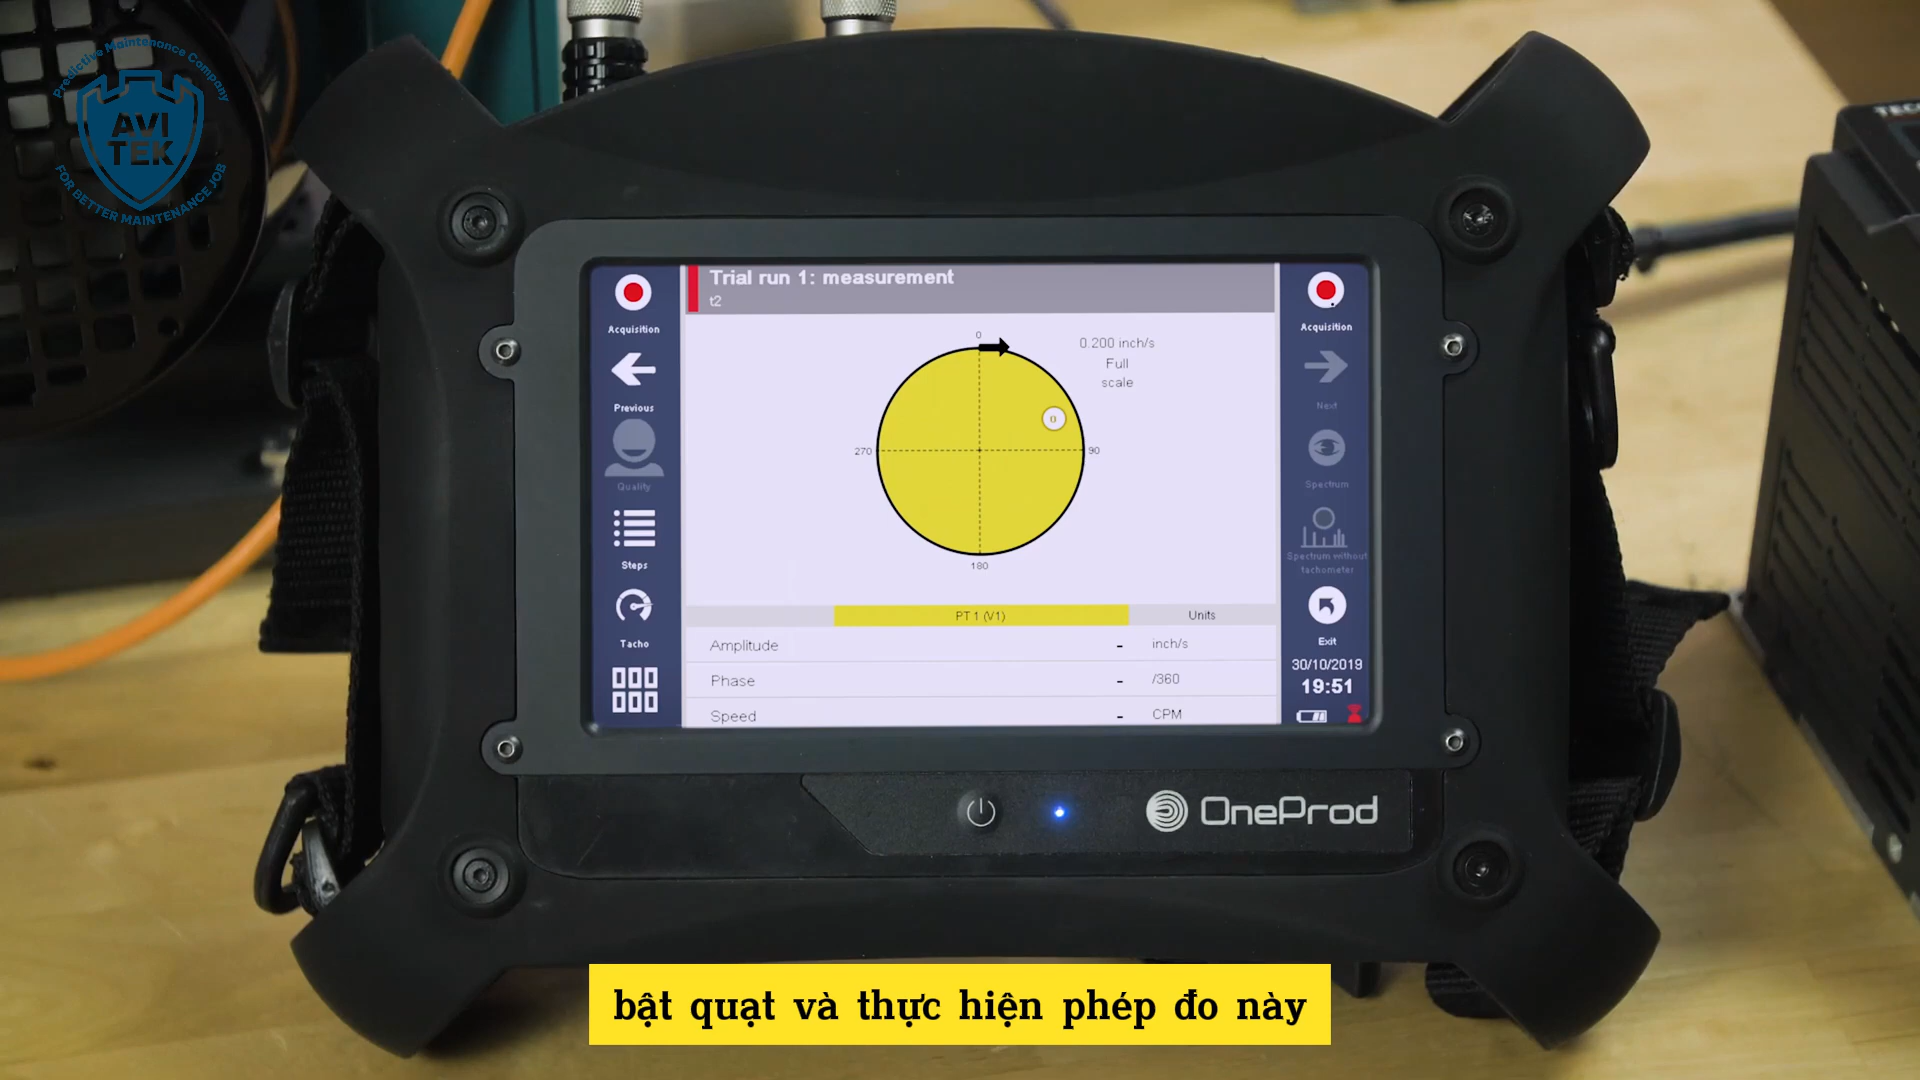 Predictive Maintenance Company
AVI
TEK
FOR BETTER MAINTENANCE JOB
TECO
Trial run 1: measurement
t2
Acquisition
Previous
Quality
Steps
Tacho
0
0.200 inch/s
Full
scale
0
270
90
180
PT 1 (V1)
Units
Amplitude
-
inch/s
Phase
-
/360
Speed
-
CPM
Acquisition
Next
Spectrum
Spectrum without
tachometer
Exit
30/10/2019
19:51
OneProd
bật quạt và thực hiện phép đo này